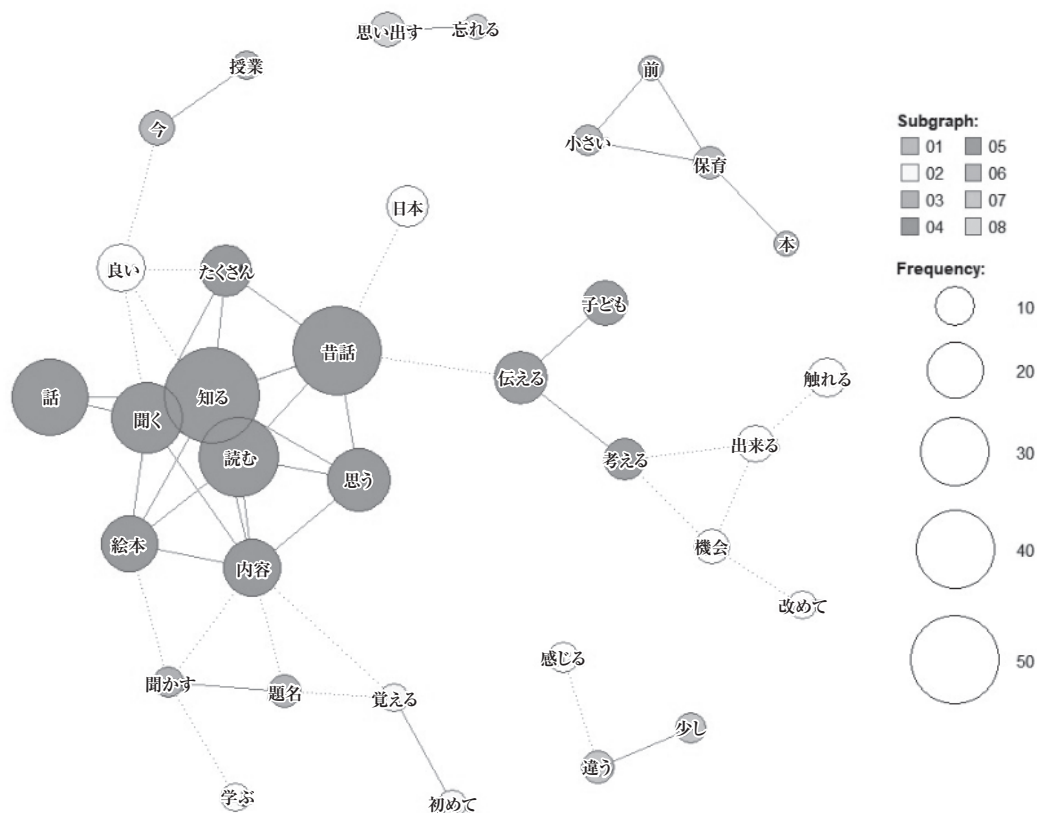 思い出す
忘れる
授業
前
今
小さい
保育
日本
本
良い
たくさん
子ども
昔話
伝える
触れる
話
知る
聞く
出来る
読む
考える
思う
絵本
機会
内容
改めて
感じる
聞かす
題名
覚える
少し
違う
学ぶ
初めて
Subgraph:
01
05
02
06
03
07
04
08
Frequency:
10
20
30
40
50